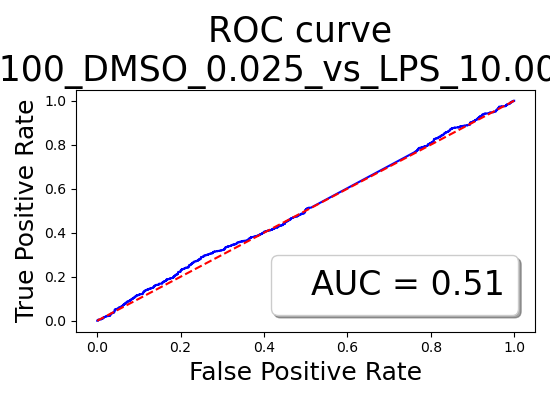 ROC curve
100_DMSO_0.025_vs_LPS_10.00
True Positive Rate
1.0
0.8
0.6
0.4
0.2
0.0
AUC = 0.51
0.0 0.2 0.4 0.6 0.8 1.0
False Positive Rate